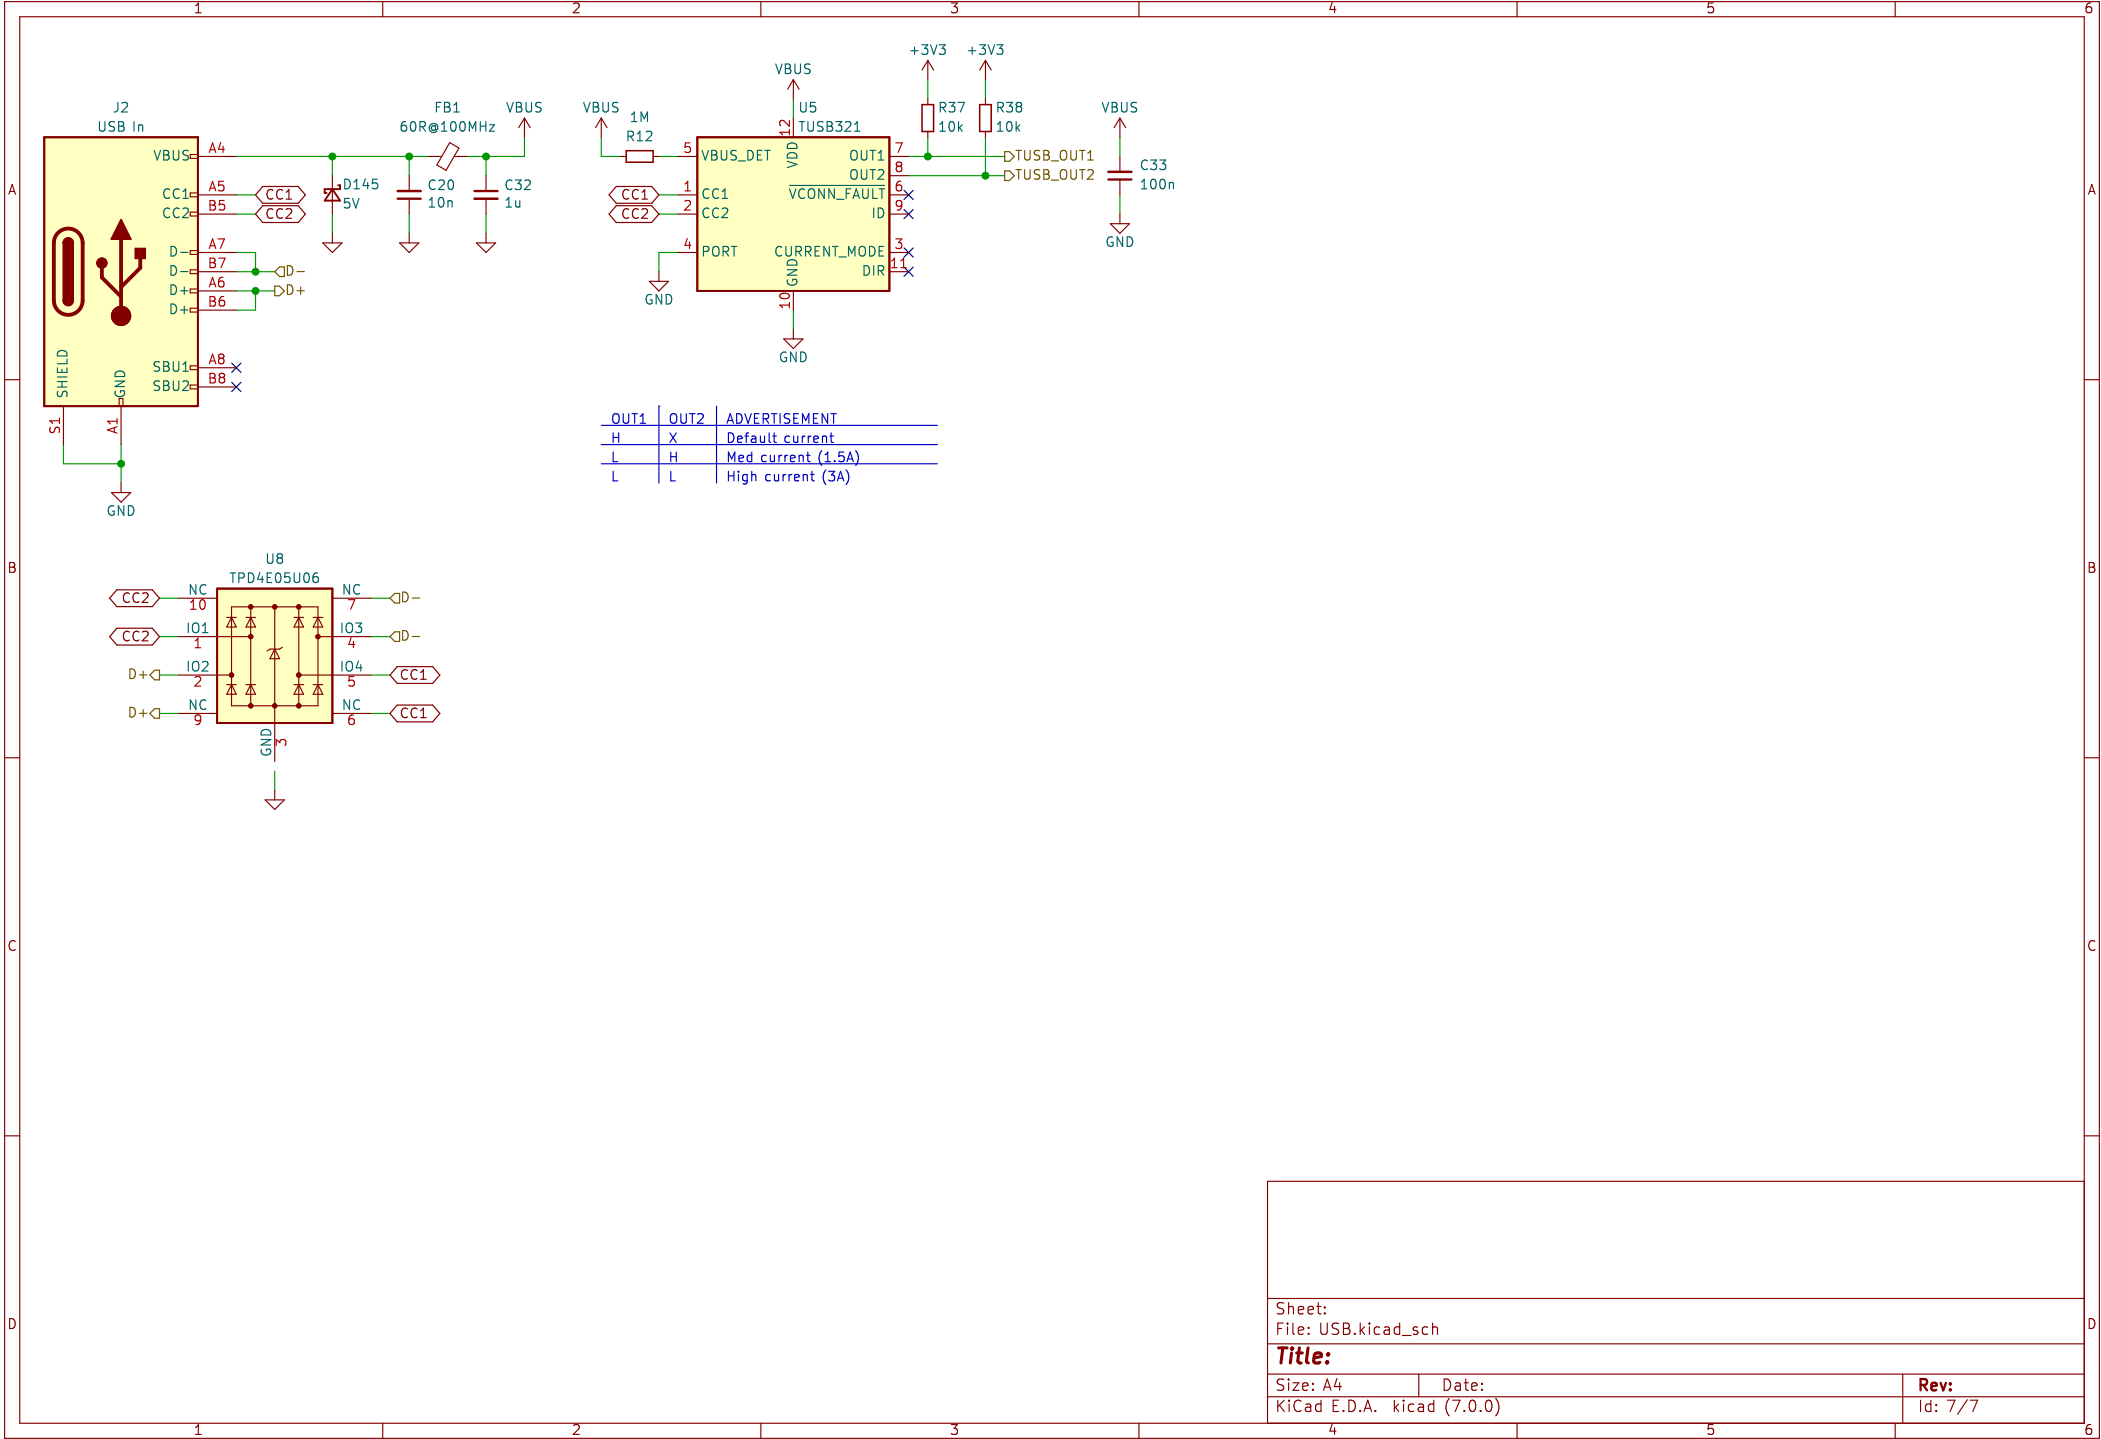 1 2 3 4 5 6
A
B
C
D
A
B
C
D
1 2 3 4 5 6
J2
USB In
VBUS A4
CC1 A5 CC1
CC2 B5 CC2
D- A7
D- B7 D-
D+ A6 D+
D+ B6
SBU1 A8
SBU2 B8
SHIELD
GND
S1
A1
GND
D145
5V
C20
10n
FB1
60R@100MHz
C32
1u
VBUS
VBUS
1M
R12
VBUS
U5
TUSB321
12
VDD
5 VBUS_DET
CC1 1 CC1
CC2 2 CC2
4 PORT
GND
OUT1 7 TUSB_OUT1
OUT2 8 TUSB_OUT2
VCONN_FAULT 6
ID 9
CURRENT_MODE 3
DIR 11
GND
10
GND
+3V3
R37
10k
+3V3
R38
10k
VBUS
C33
100n
GND
OUT1 OUT2 ADVERTISEMENT
H X Default current
L H Med current (1.5A)
L L High current (3A)
U8
TPD4E05U06
CC2 NC 10
CC2 IO1 1
D+ IO2 2
D+ NC 9
NC 7 D-
IO3 4 D-
IO4 5 CC1
NC 6 CC1
GND
3
Sheet:
File: USB.kicad_sch
Title:
Size: A4 Date: Rev:
KiCad E.D.A. kicad (7.0.0) Id: 7/7